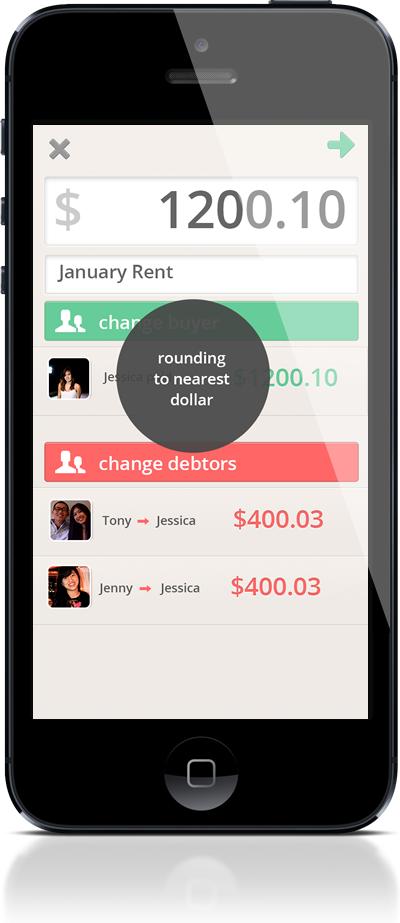 $ 1200.10
January Rent
change buyer
Jessica $1200.10
rounding
to nearest
dollar
change debtors
Tony Jessica $400.03
Jenny Jessica $400.03